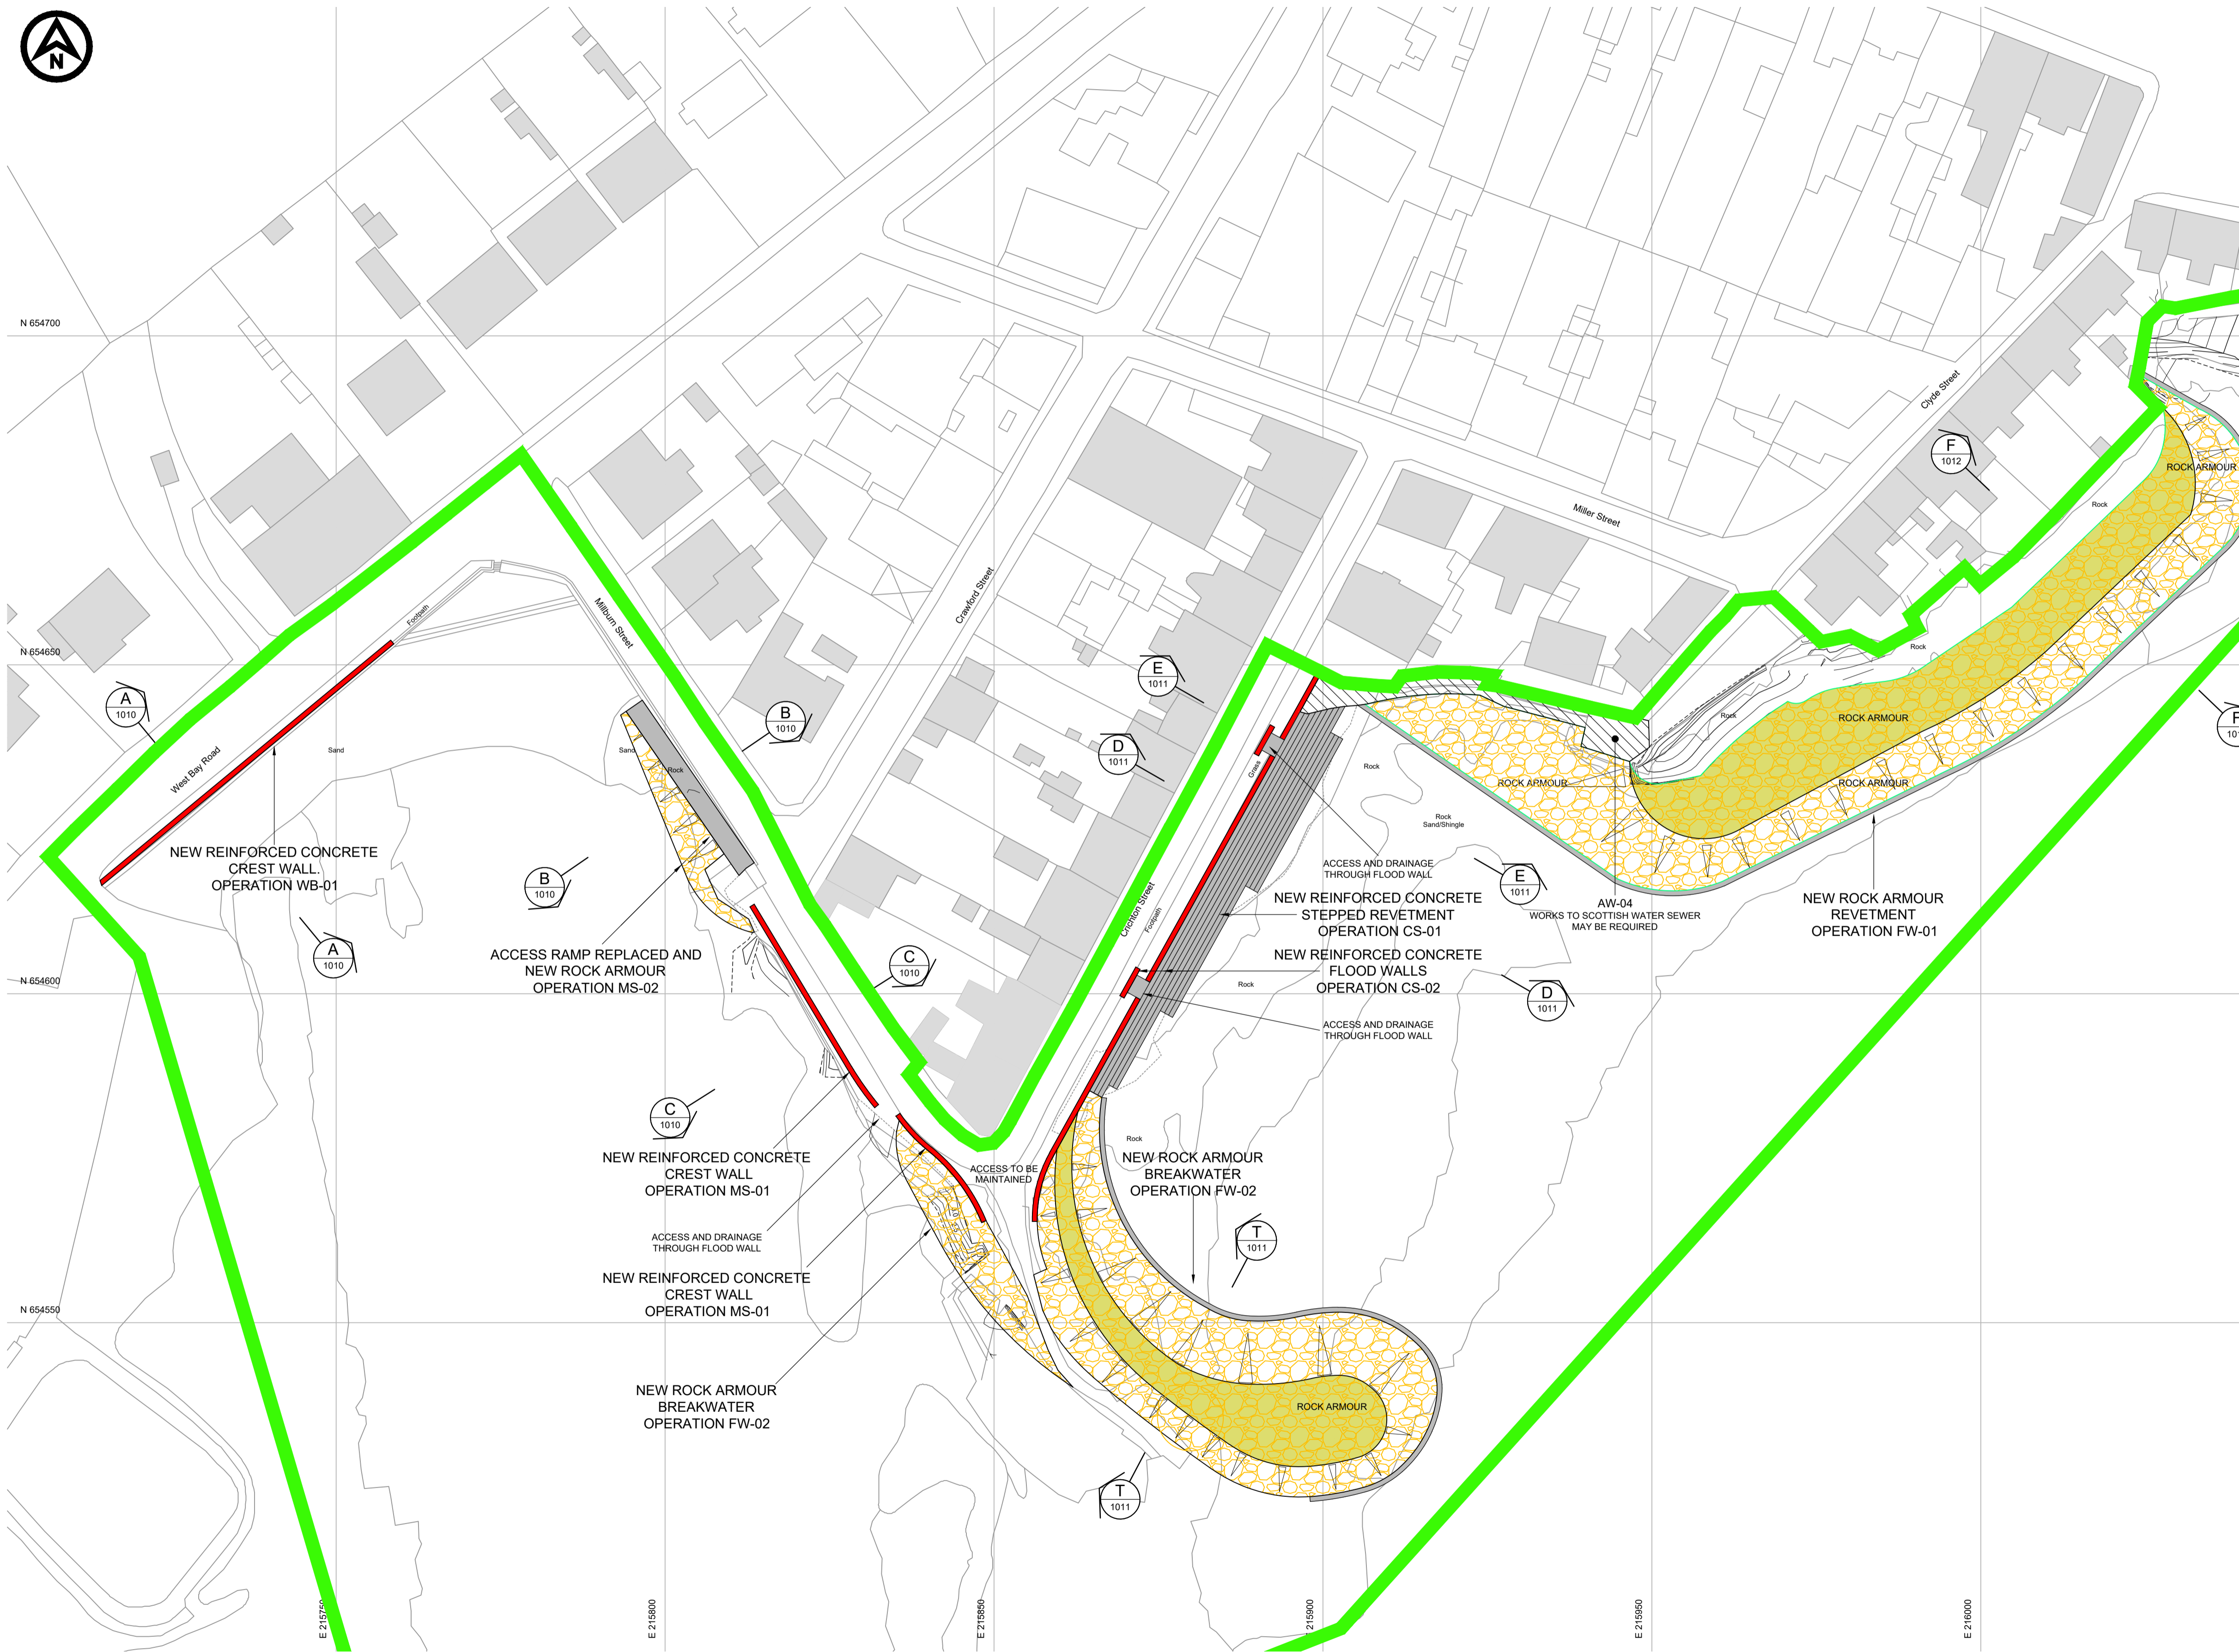 N
N 654700
Clyde Street
F
1012
ROCK ARMOUR
Rock
Miller Street
Crawford Street
Millburn Street
Footpath
N 654650
Rock
E
1011
A
1010
B
1010
Sand
Sand
West Bay Road
Rock
D
1011
Grass
Rock
Rock
ROCK ARMOUR
ROCK ARMOUR
ROCK ARMOUR
Rock
Sand/Shingle
NEW REINFORCED CONCRETE
CREST WALL.
OPERATION WB-01
B
1010
ACCESS AND DRAINAGE
THROUGH FLOOD WALL
E
1011
AW-04
WORKS TO SCOTTISH WATER SEWER
MAY BE REQUIRED
NEW ROCK ARMOUR
REVETMENT
OPERATION FW-01
Crichton Street
Footpath
NEW REINFORCED CONCRETE
STEPPED REVETMENT
OPERATION CS-01
A
1010
ACCESS RAMP REPLACED AND
NEW ROCK ARMOUR
OPERATION MS-02
C
1010
NEW REINFORCED CONCRETE
FLOOD WALLS
OPERATION CS-02
N 654600
Rock
D
1011
ACCESS AND DRAINAGE
THROUGH FLOOD WALL
C
1010
Rock
NEW REINFORCED CONCRETE
CREST WALL
OPERATION MS-01
ACCESS TO BE
MAINTAINED
NEW ROCK ARMOUR
BREAKWATER
OPERATION FW-02
3.0
2.5
ACCESS AND DRAINAGE
THROUGH FLOOD WALL
T
1011
NEW REINFORCED CONCRETE
CREST WALL
OPERATION MS-01
N 654550
NEW ROCK ARMOUR
BREAKWATER
OPERATION FW-02
ROCK ARMOUR
T
1011
E 215750
E 215800
E 215850
E 215900
E 215950
E 216000